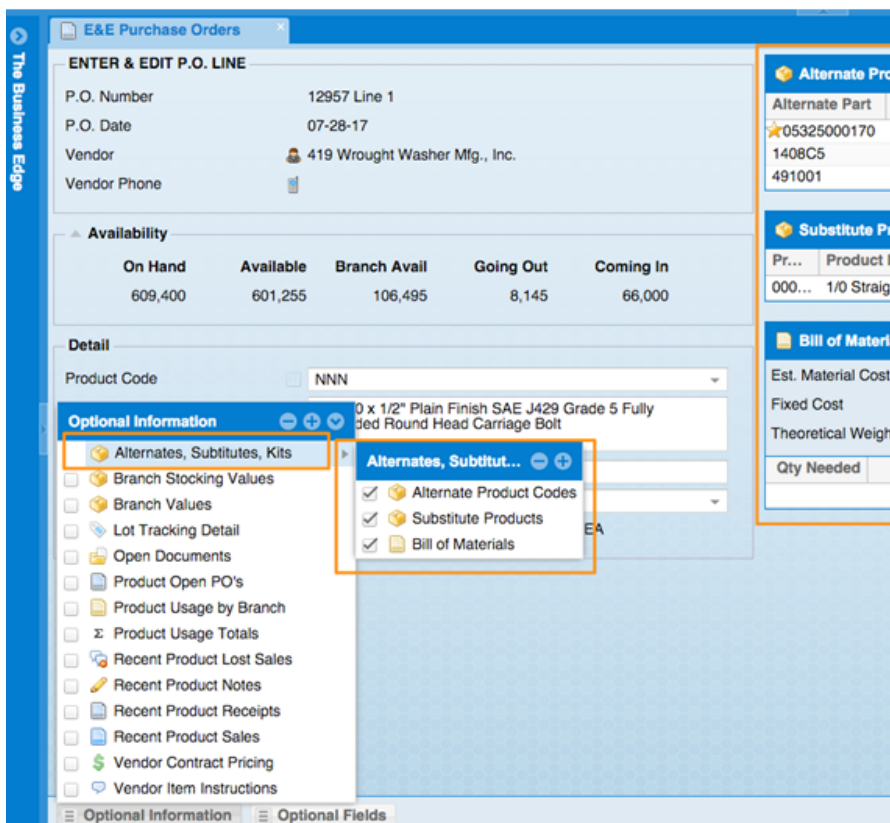 The Business Edge
E&E Purchase Orders
ENTER & EDIT P.O. LINE
P.O. Number 12957 Line 1
P.O. Date 07-28-17
Vendor 419 Wrought Washer Mfg., Inc.
Vendor Phone
Availability
On Hand Available Branch Avail Going Out Coming In
609,400 601,255 106,495 8,145 66,000
Detail
Product Code NNN
0 x 1/2" Plain Finish SAE J429 Grade 5 Fully
ded Round Head Carriage Bolt
EA
Optional Information
Alternates, Subtitutes, Kits
Branch Stocking Values
Branch Values
Lot Tracking Detail
Open Documents
Product Open PO's
Product Usage by Branch
Σ Product Usage Totals
Recent Product Lost Sales
Recent Product Notes
Recent Product Receipts
Recent Product Sales
$ Vendor Contract Pricing
Vendor Item Instructions
Alternates, Subtitut...
Alternate Product Codes
Substitute Products
Bill of Materials
Optional Information Optional Fields
Alternate Pro
Alternate Part
05325000170
1408C5
491001
Substitute Pr
Pr... Product
000... 1/0 Straig
Bill of Materi
Est. Material Cost
Fixed Cost
Theoretical Weigh
Qty Needed